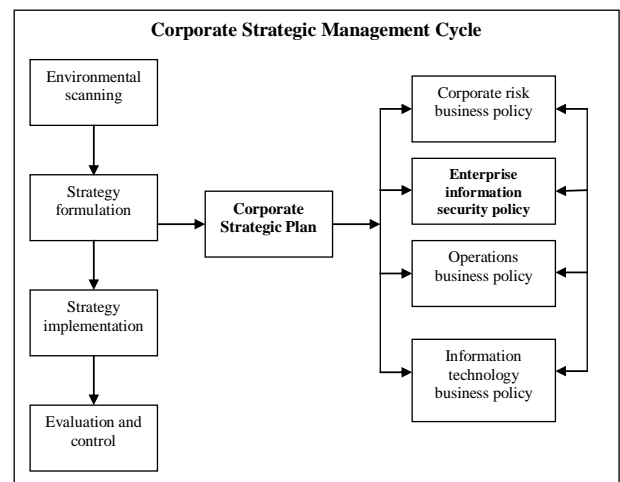 Corporate Strategic Management Cycle
Environmental
scanning
Strategy
formulation
Strategy
implementation
Evaluation and
control
Corporate
Strategic Plan
Corporate risk
business policy
Enterprise
information
security policy
Operations
business policy
Information
technology
business policy